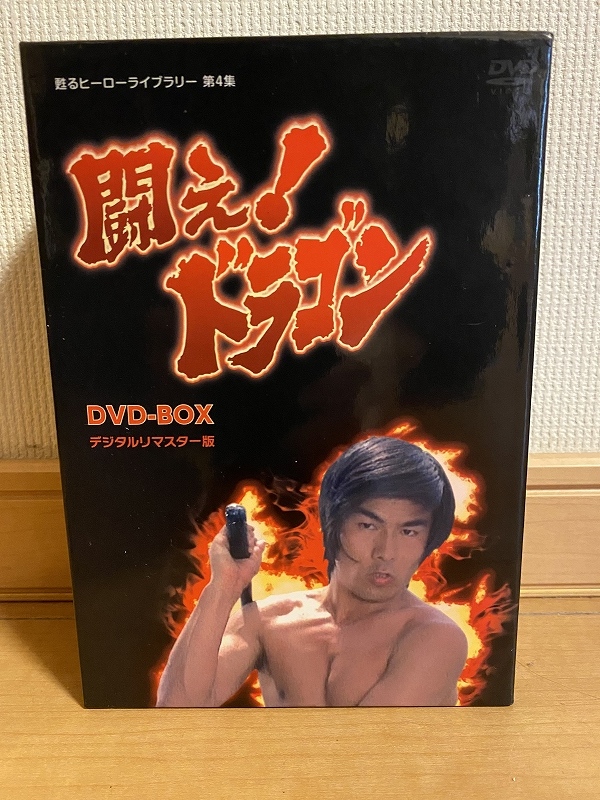 甦るヒーローライブラリー 第4集
DVD
VIDEO
闘え!
ドラゴン
DVD-BOX
デジタルリマスター版